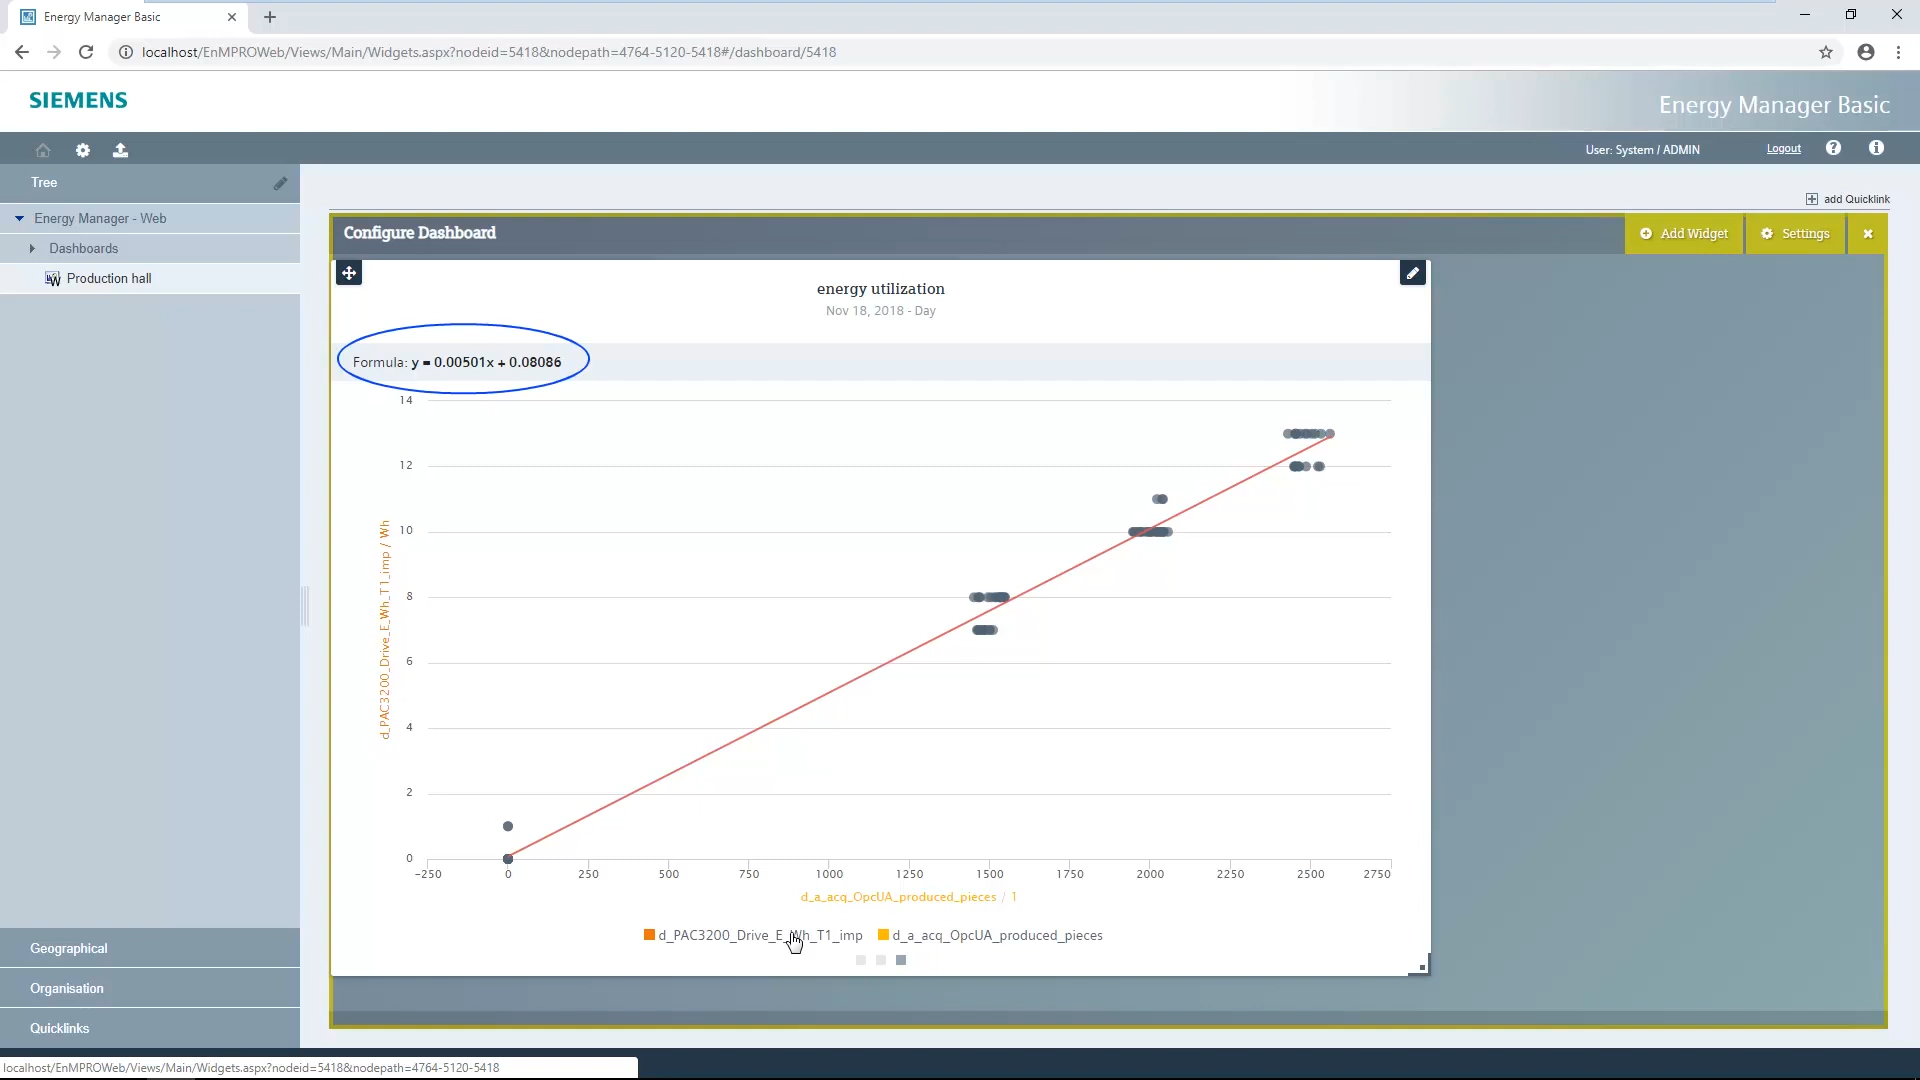 Energy Manager Basic
localhost/EnMPROWeb/Views/Main/Widgets.aspx?nodeid=5418&nodepath=4764-5120-5418#/dashboard/5418
SIEMENS
Energy Manager Basic
User: System / ADMIN
Logout
Tree
add Quicklink
Energy Manager - Web
Configure Dashboard
Add Widget
Settings
Dashboards
Production hall
energy utilization
Nov 18, 2018 - Day
Formula: y = 0.00501x + 0.08086
14
12
10
8
6
4
2
0
d_PAC3200_Drive_E_Wh_T1_imp / Wh
-250
0
250
500
750
1000
1250
1500
1750
2000
2250
2500
2750
d_a_acq_OpcUA_produced_pieces / 1
d_PAC3200_Drive_E_Wh_T1_imp
d_a_acq_OpcUA_produced_pieces
Geographical
Organisation
Quicklinks
localhost/EnMPROWeb/Views/Main/Widgets.aspx?nodeid=5418&nodepath=4764-5120-5418